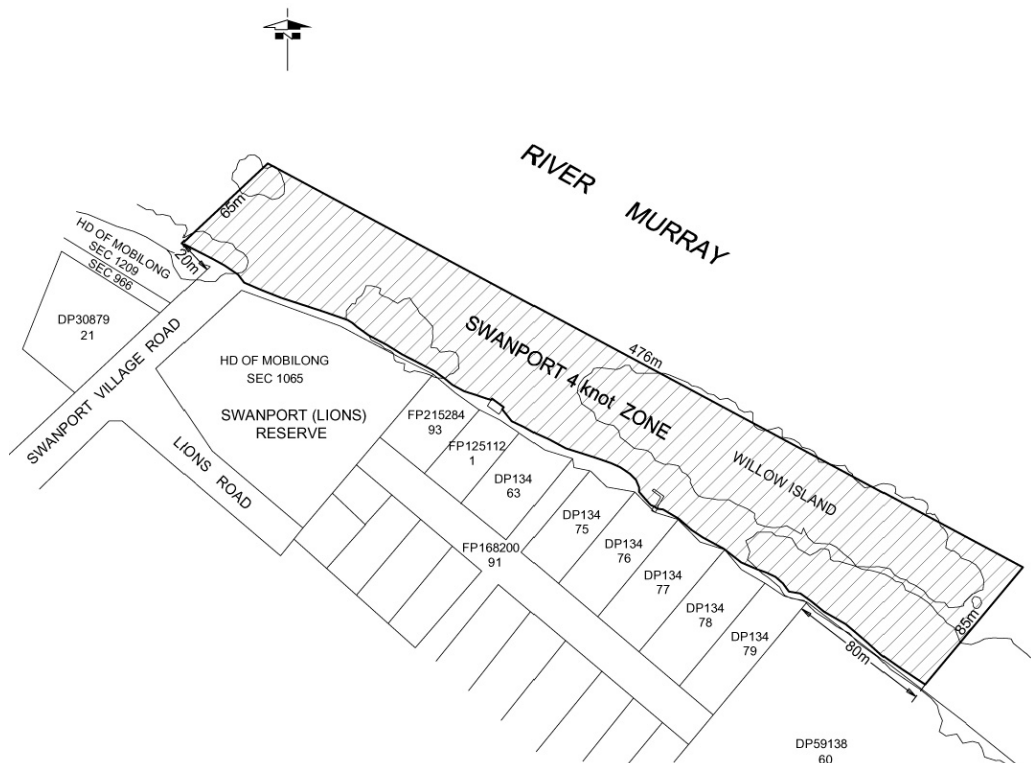 N
RIVER MURRAY
65m
20m
HD OF MOBILONG
SEC 1209
SEC 966
DP30879
21
SWANPORT VILLAGE ROAD
HD OF MOBILONG
SEC 1065
SWANPORT (LIONS)
RESERVE
LIONS ROAD
476m
SWANPORT 4 knot ZONE
WILLOW ISLAND
FP215284
93
FP125112
1
DP134
63
FP168200
91
DP134
75
DP134
76
DP134
77
DP134
78
DP134
79
85m
80m
DP59138
60